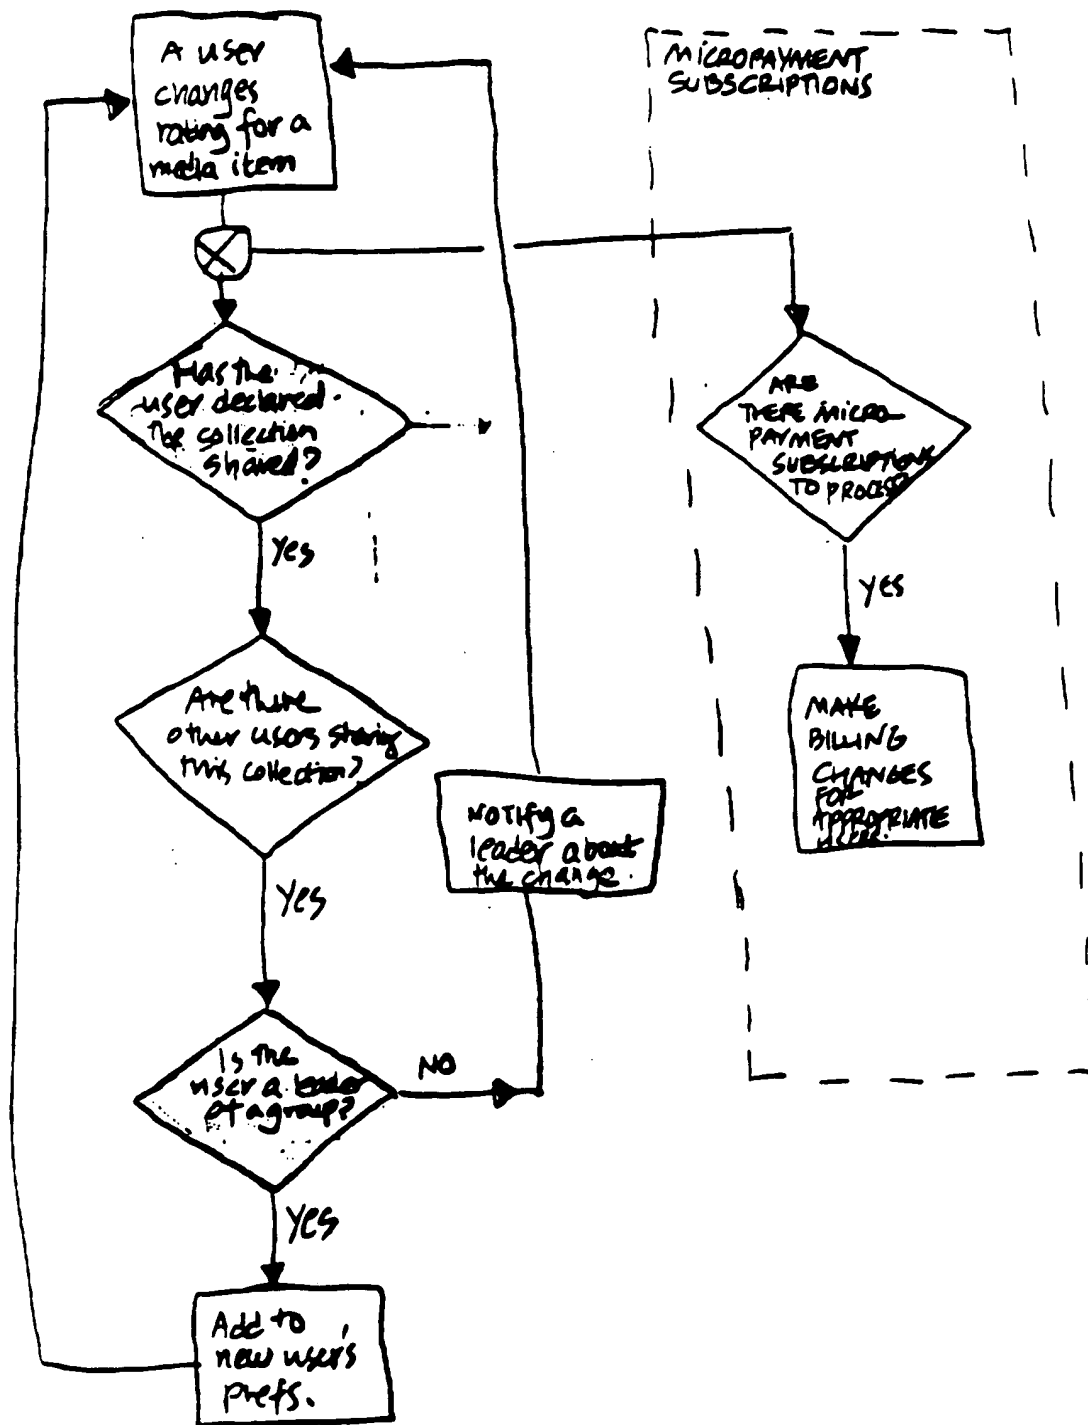 A user
changes
rating for a
media item
MICROPAYMENT
SUBSCRIPTIONS
Has the
user declared
the collection
shared?
Yes
Are there
other users sharing
this collection?
Yes
Is the
user a leader
of a group?
NO
Yes
Add to
new user's
prefs.
NOTIfy a
leader about
the change.
ARE
THERE MICRO-
PAYMENT
SUBSCRIPTIONS
TO PROCESS?
YES
MAKE
BILLING
CHANGES
FOR
APPROPRIATE
USERS.